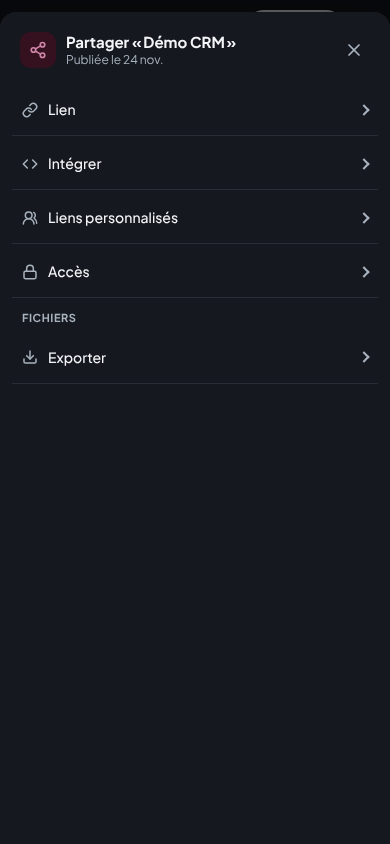 Partager « Démo CRM »
Publiée le 24 nov.
Lien
Intégrer
Liens personnalisés
Accès
FICHIERS
Exporter